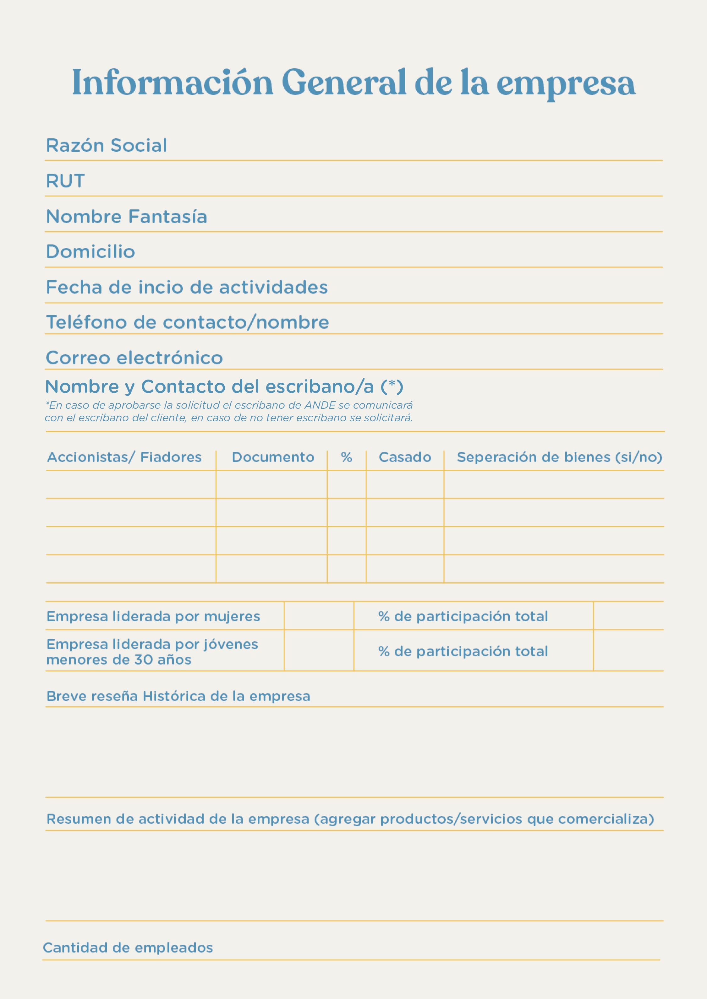 Información General de la empresa
Razón Social
RUT
Nombre Fantasía
Domicilio
Fecha de incio de actividades
Teléfono de contacto/nombre
Correo electrónico
Nombre y Contacto del escribano/a (*)
*En caso de aprobarse la solicitud el escribano de ANDE se comunicará
con el escribano del cliente, en caso de no tener escribano se solicitará.
Accionistas/ Fiadores Documento % Casado Seperación de bienes (si/no)
Empresa liderada por mujeres % de participación total
Empresa liderada por jóvenes
menores de 30 años % de participación total
Breve reseña Histórica de la empresa
Resumen de actividad de la empresa (agregar productos/servicios que comercializa)
Cantidad de empleados